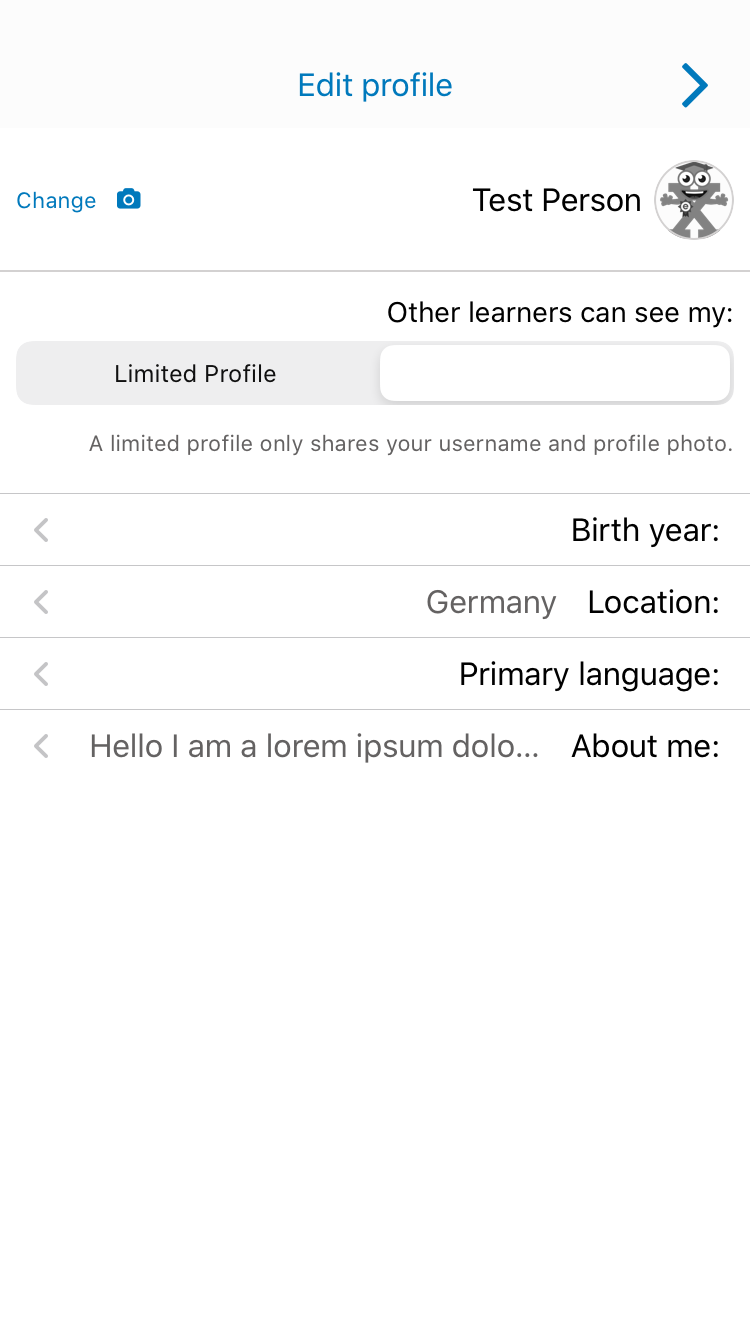 Edit profile
Test Person
Change
Other learners can see my:
Limited Profile
A limited profile only shares your username and profile photo.
Birth year:
Location: Germany
Primary language:
About me: Hello I am a lorem ipsum dolo...